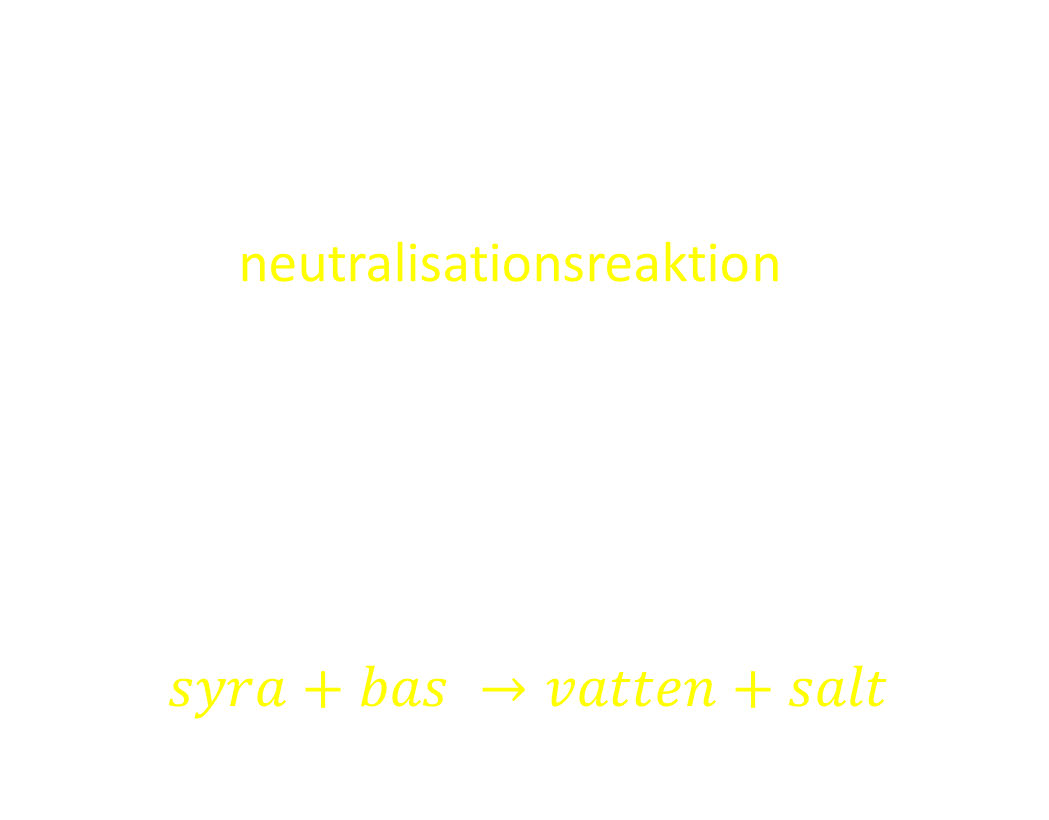 neutralisationsreaktion
syra + bas → vatten + salt